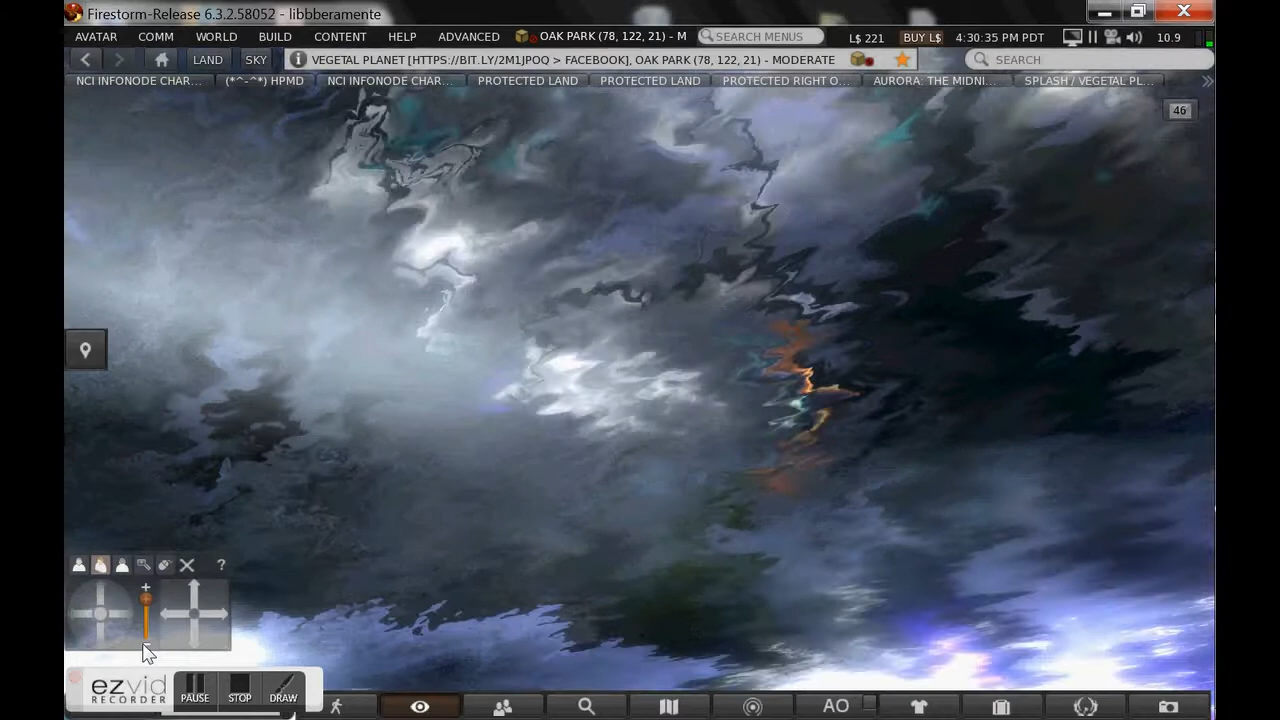 Firestorm-Release 6.3.2.58052 - libbberamente
AVATAR COMM WORLD BUILD CONTENT HELP ADVANCED OAK PARK (78, 122, 21) - M SEARCH MENUS L$ 221 BUY L$ 4:30:35 PM PDT 10.9
LAND SKY VEGETAL PLANET [HTTPS://BIT.LY/2NLJPOQ > FACEBOOK], OAK PARK (78, 122, 21) - MODERATE SEARCH
NCI INFONODE CHAR... (*^-^*) HPMD NCI INFONODE CHAR... PROTECTED LAND PROTECTED LAND PROTECTED RIGHT O... AURORA: THE MIDNI... SPLASH / VEGETAL PL...
46
?
ezvid
RECORDER
PAUSE STOP DRAW
AO